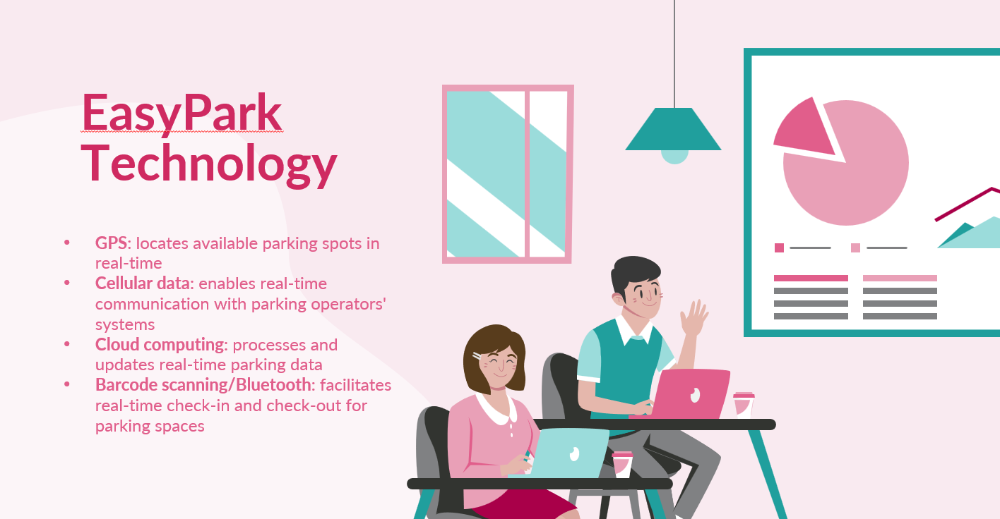 EasyPark
Technology
• GPS: locates available parking spots in
real-time
• Cellular data: enables real-time
communication with parking operators'
systems
• Cloud computing: processes and
updates real-time parking data
• Barcode scanning/Bluetooth: facilitates
real-time check-in and check-out for
parking spaces